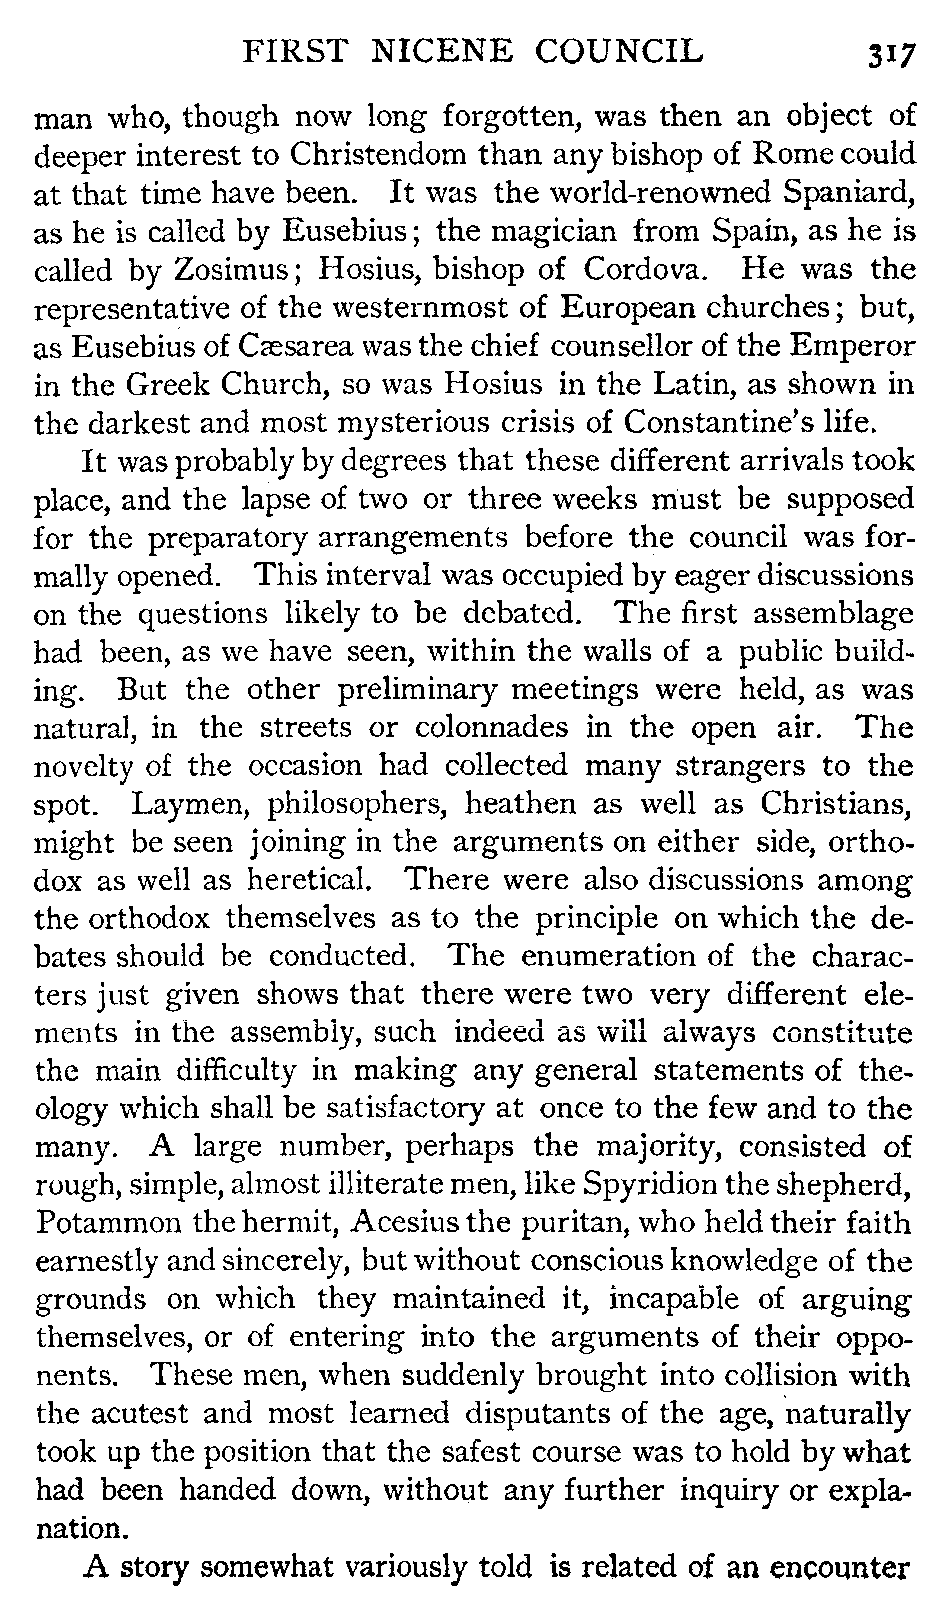 FIRST NICENE COUNCIL 317
man who, though now long forgotten, was then an object of
deeper interest to Christendom than any bishop of Rome could
at that time have been. It was the world-renowned Spaniard,
as he is called by Eusebius; the magician from Spain, as he is
called by Zosimus; Hosius, bishop of Cordova. He was the
representative of the westernmost of European churches; but,
as Eusebius of Cæsarea was the chief counsellor of the Emperor
in the Greek Church, so was Hosius in the Latin, as shown in
the darkest and most mysterious crisis of Constantine's life.
It was probably by degrees that these different arrivals took
place, and the lapse of two or three weeks must be supposed
for the preparatory arrangements before the council was for-
mally opened. This interval was occupied by eager discussions
on the questions likely to be debated. The first assemblage
had been, as we have seen, within the walls of a public build-
ing. But the other preliminary meetings were held, as was
natural, in the streets or colonnades in the open air. The
novelty of the occasion had collected many strangers to the
spot. Laymen, philosophers, heathen as well as Christians,
might be seen joining in the arguments on either side, ortho-
dox as well as heretical. There were also discussions among
the orthodox themselves as to the principle on which the de-
bates should be conducted. The enumeration of the charac-
ters just given shows that there were two very different ele-
ments in the assembly, such indeed as will always constitute
the main difficulty in making any general statements of the-
ology which shall be satisfactory at once to the few and to the
many. A large number, perhaps the majority, consisted of
rough, simple, almost illiterate men, like Spyridion the shepherd,
Potammon the hermit, Acesius the puritan, who held their faith
earnestly and sincerely, but without conscious knowledge of the
grounds on which they maintained it, incapable of arguing
themselves, or of entering into the arguments of their oppo-
nents. These men, when suddenly brought into collision with
the acutest and most learned disputants of the age, naturally
took up the position that the safest course was to hold by what
had been handed down, without any further inquiry or expla-
nation.
A story somewhat variously told is related of an encounter